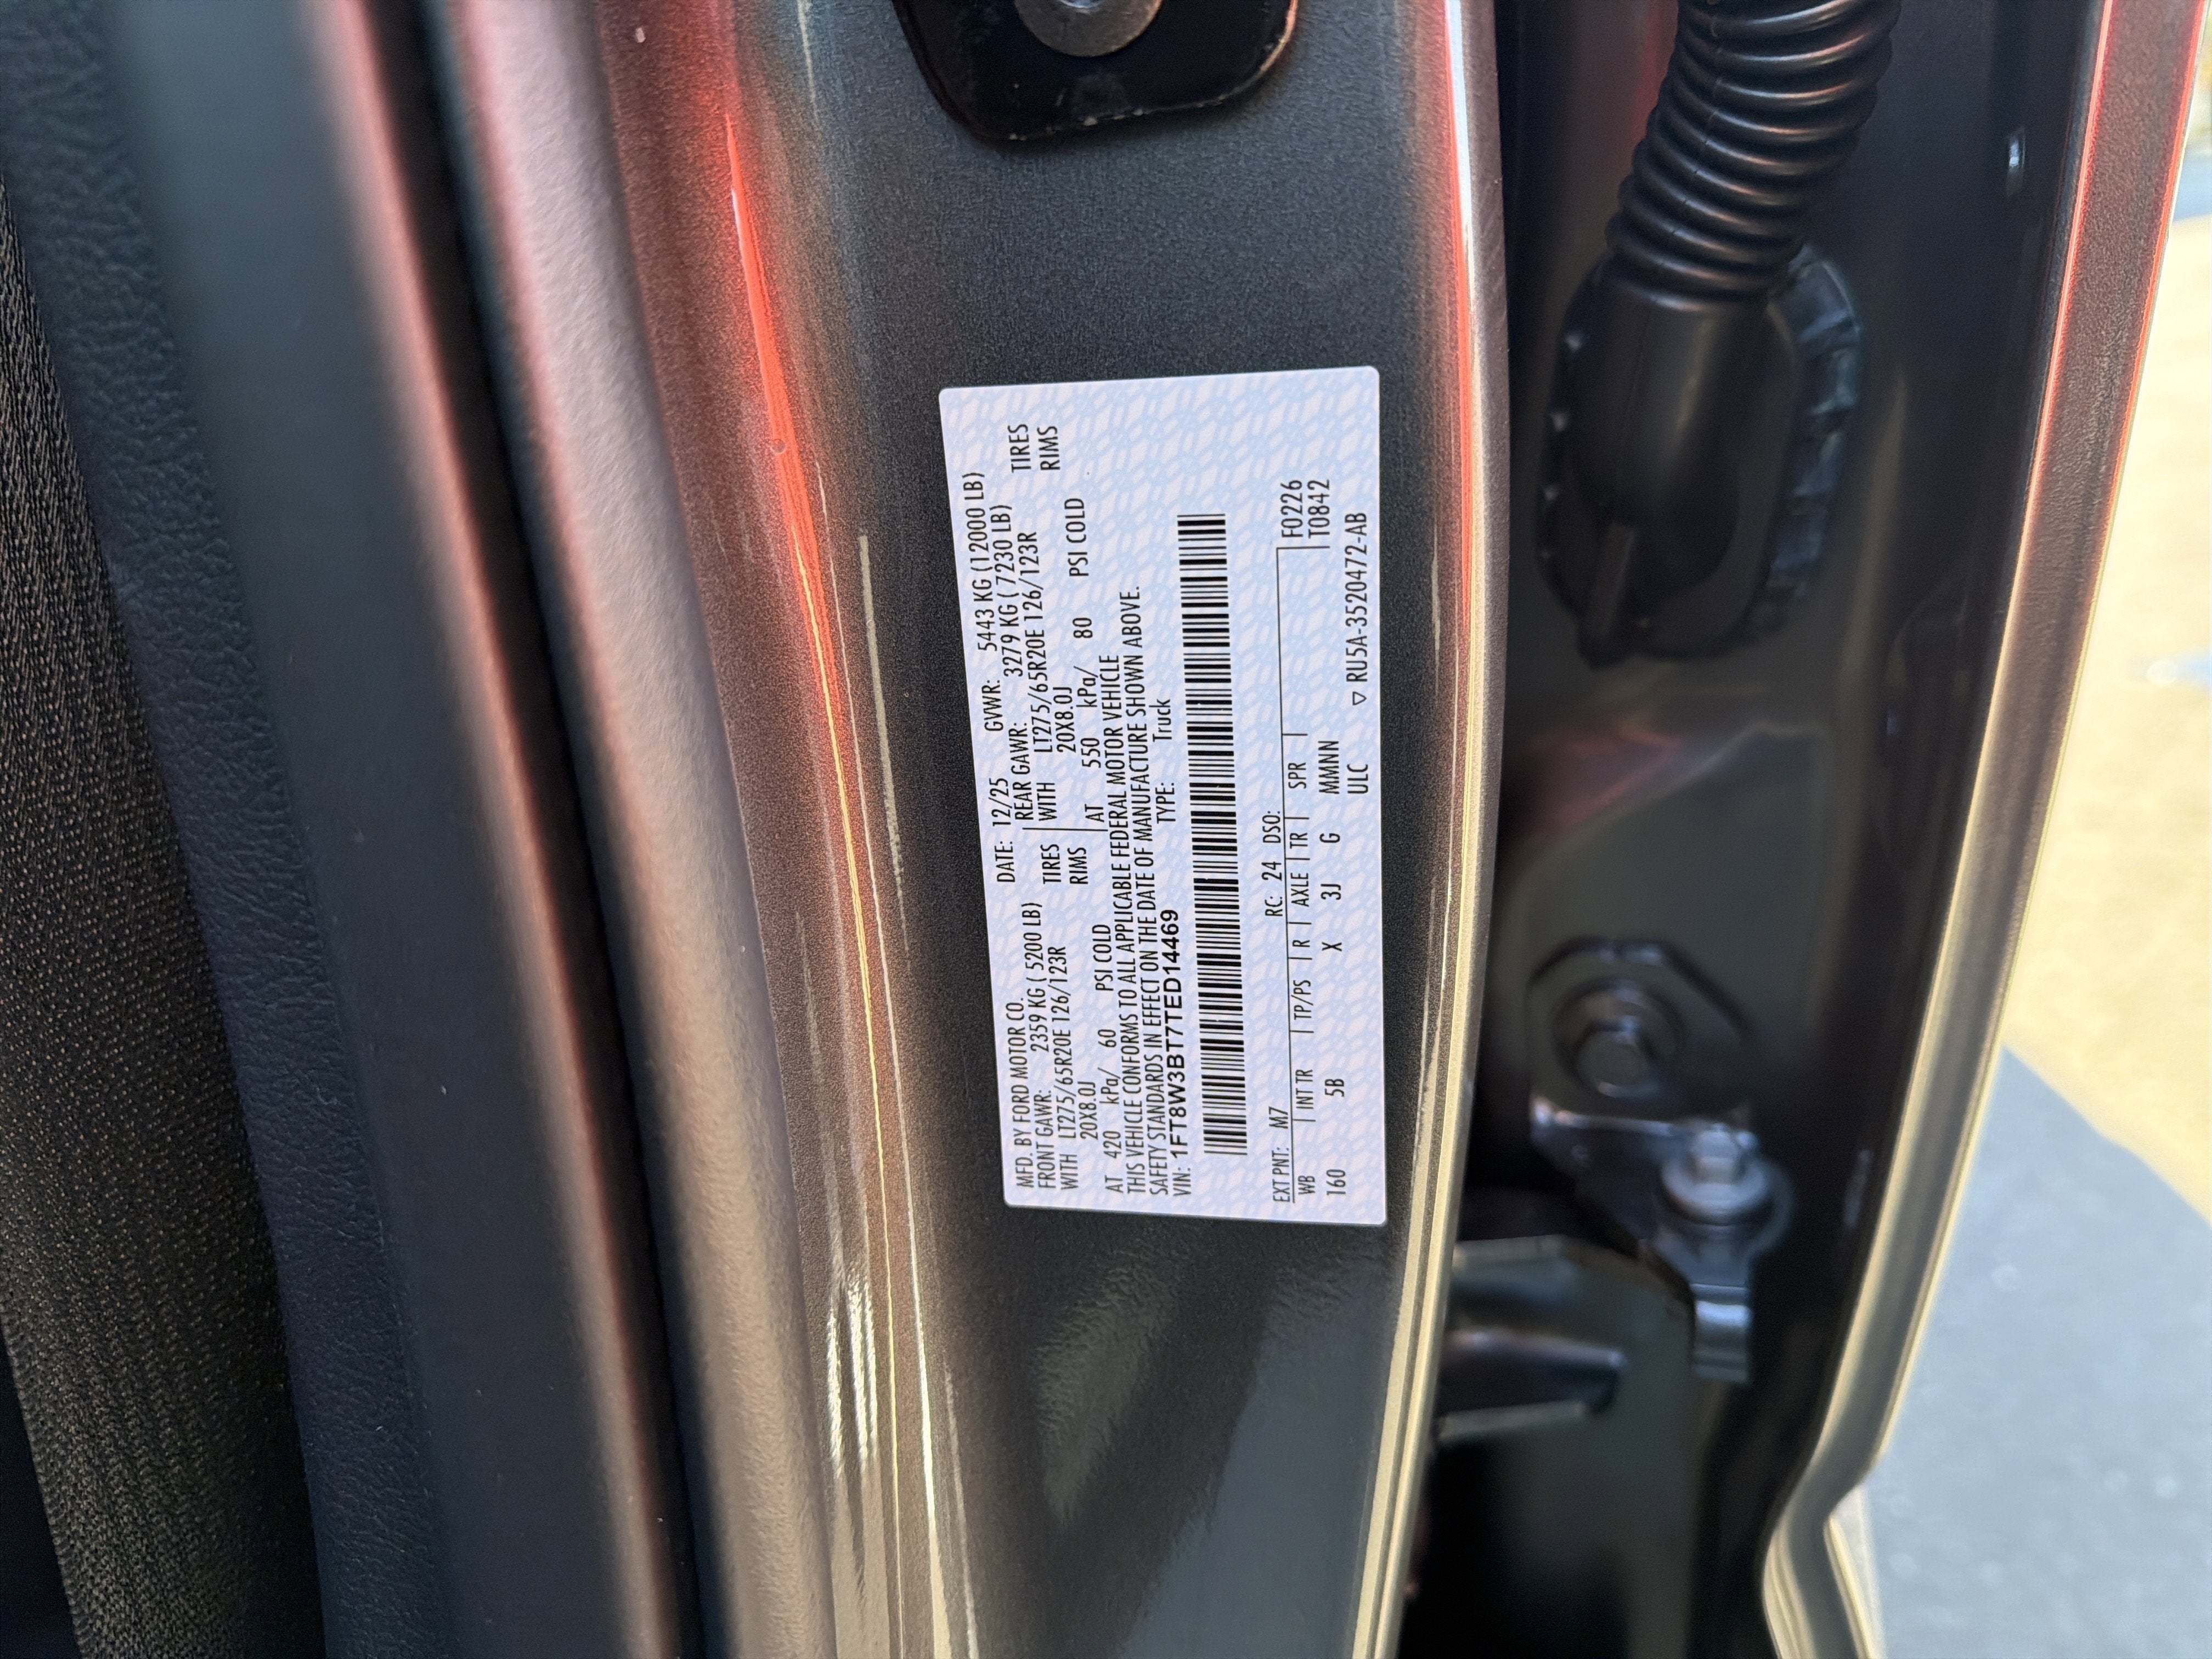 MFD. BY FORD MOTOR CO. DATE: 12/25 GVWR: 5443 KG (12000 LB)
FRONT GAWR: 2359 KG ( 5200 LB) REAR GAWR: 3279 KG ( 7230 LB)
WITH LT275/65R20E 126/123R TIRES WITH LT275/65R20E 126/123R TIRES
20X8.0J RIMS 20X8.0J RIMS
AT 420 kPa/ 60 PSI COLD AT 550 kPa/ 80 PSI COLD
THIS VEHICLE CONFORMS TO ALL APPLICABLE FEDERAL MOTOR VEHICLE
SAFETY STANDARDS IN EFFECT ON THE DATE OF MANUFACTURE SHOWN ABOVE.
VIN: 1FT8W3BT7TED14469 TYPE: Truck
EXT PNT: M7 RC: 24 DSO: F0226
WB INT TR TP/PS R AXLE TR SPR T0842
160 5B X 3J G MMNN
ULC ▽ RU5A-3520472-AB